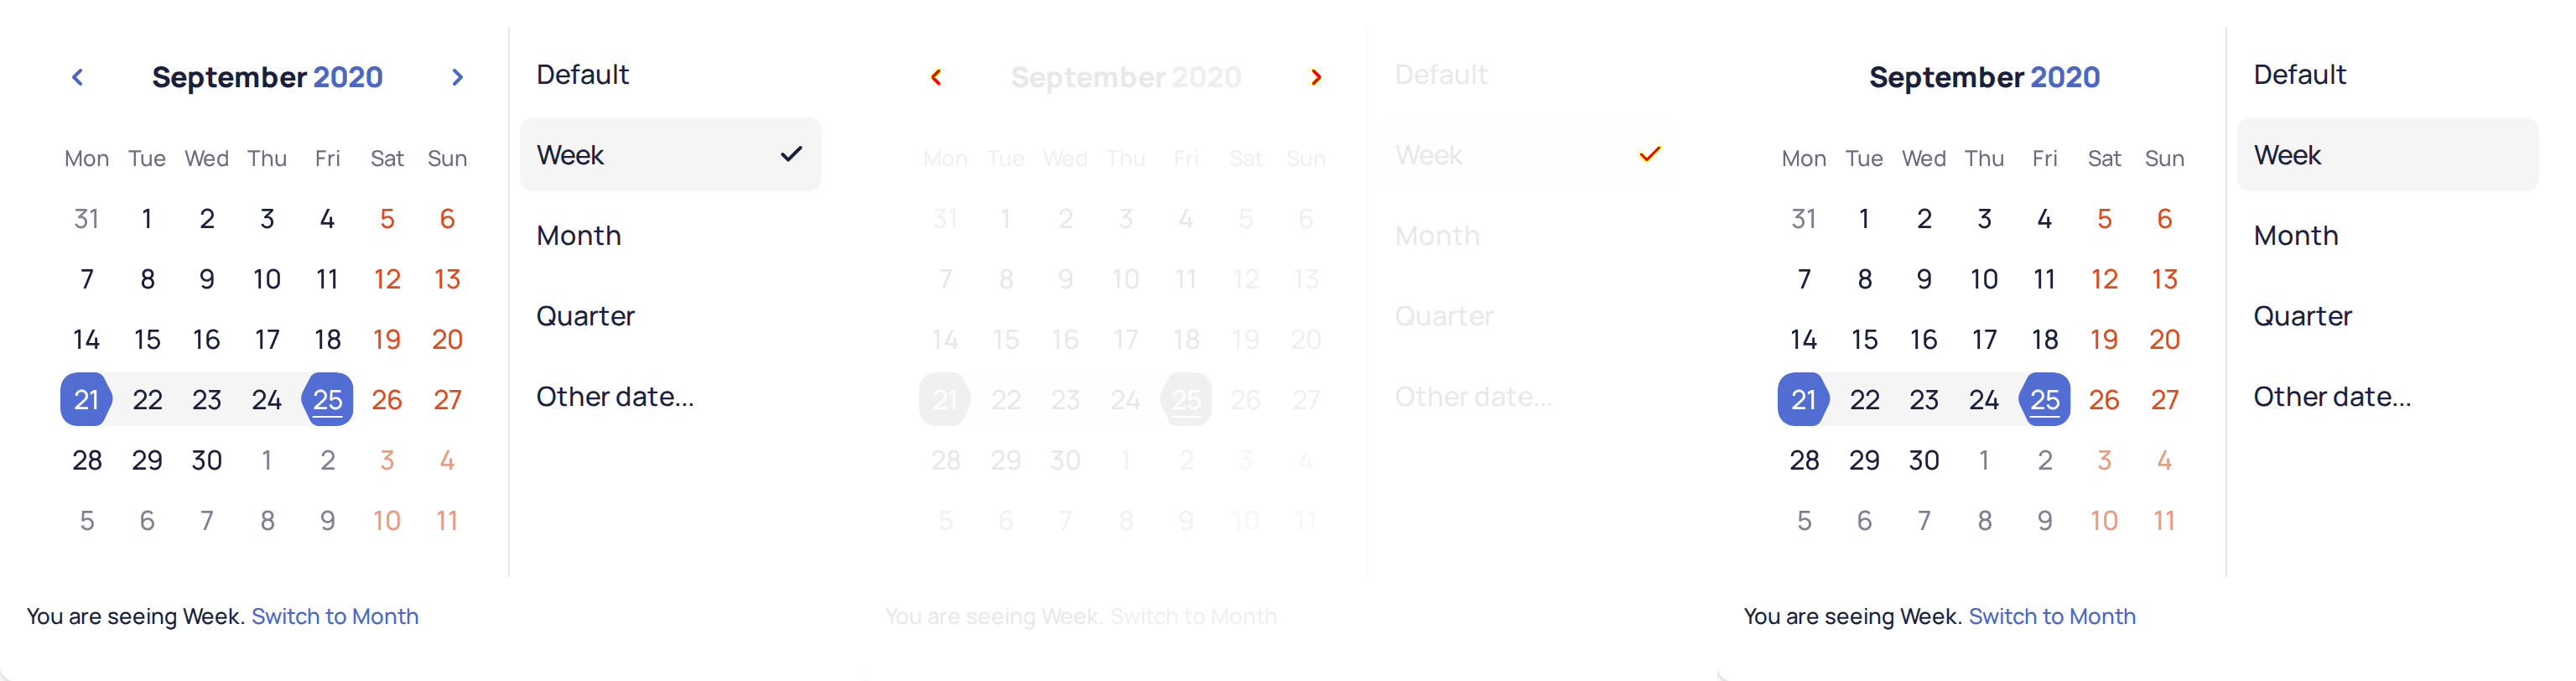 September 2020
Mon Tue Wed Thu Fri Sat Sun
31 1 2 3 4 5 6
7 8 9 10 11 12 13
14 15 16 17 18 19 20
21 22 23 24 25 26 27
28 29 30 1 2 3 4
5 6 7 8 9 10 11
Default
Week
Month
Quarter
Other date...
You are seeing Week. Switch to Month
September 2020
Mon Tue Wed Thu Fri Sat Sun
31 1 2 3 4 5 6
7 8 9 10 11 12 13
14 15 16 17 18 19 20
21 22 23 24 25 26 27
28 29 30 1 2 3 4
5 6 7 8 9 10 11
Default
Week
Month
Quarter
Other date...
You are seeing Week. Switch to Month
September 2020
Mon Tue Wed Thu Fri Sat Sun
31 1 2 3 4 5 6
7 8 9 10 11 12 13
14 15 16 17 18 19 20
21 22 23 24 25 26 27
28 29 30 1 2 3 4
5 6 7 8 9 10 11
Default
Week
Month
Quarter
Other date...
You are seeing Week. Switch to Month